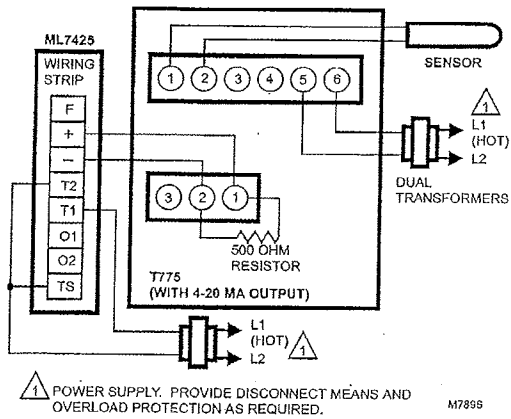 ML7425
WIRING
STRIP
F
+
–
T2
T1
O1
O2
TS
1 2 3 4 5 6
SENSOR
1
L1
(HOT)
L2
DUAL
TRANSFORMERS
3 2 1
500 OHM
RESISTOR
T775
(WITH 4-20 MA OUTPUT)
L1
(HOT)
L2
1
1 POWER SUPPLY. PROVIDE DISCONNECT MEANS AND
OVERLOAD PROTECTION AS REQUIRED.
M7896